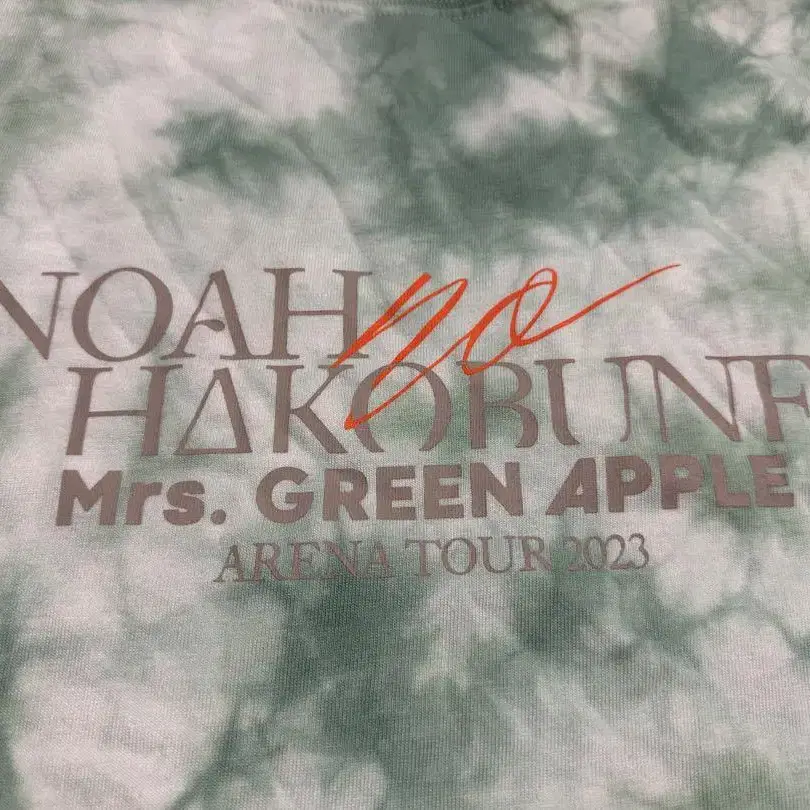 NOAH no
HAKOBUNE
Mrs. GREEN APPLE
ARENA TOUR 2023